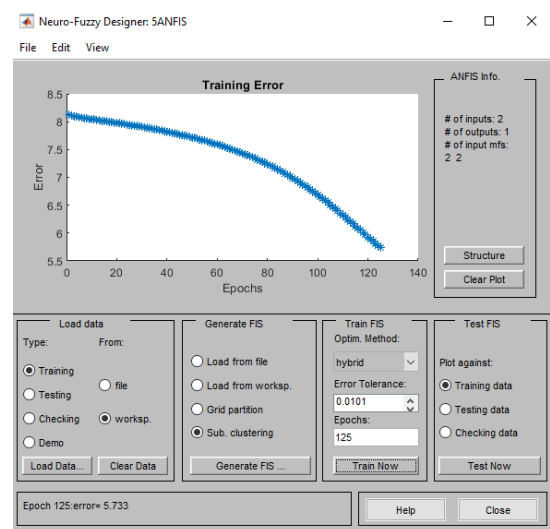 Neuro-Fuzzy Designer: 5ANFIS
File Edit View
Training Error
8.5
8
7.5
7
6.5
6
5.5
Error
0 20 40 60 80 100 120 140
Epochs
ANFIS Info.
# of inputs: 2
# of outputs: 1
# of input mfs:
2 2
Structure
Clear Plot
Load data
Type: From:
Training
Testing
Checking
Demo
file
worksp.
Load Data... Clear Data
Generate FIS
Load from file
Load from worksp.
Grid partition
Sub. clustering
Generate FIS ...
Train FIS
Optim. Method:
hybrid
Error Tolerance:
0.0101
Epochs:
125
Train Now
Test FIS
Plot against:
Training data
Testing data
Checking data
Test Now
Epoch 125:error= 5.733
Help Close